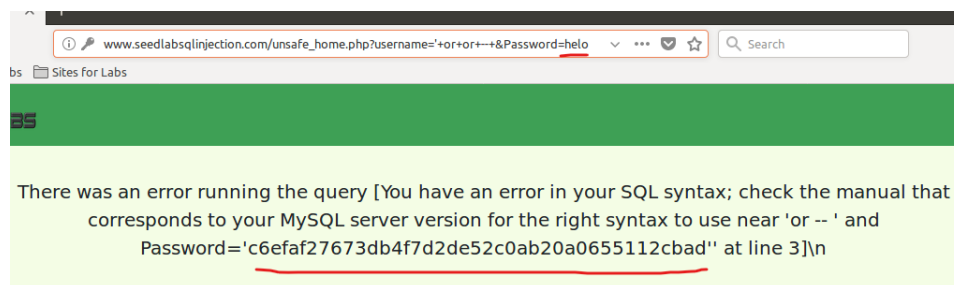 www.seedlabsqlinjection.com/unsafe_home.php?username='+or+or+--+&Password=helo
Search
bs Sites for Labs
BS
There was an error running the query [You have an error in your SQL syntax; check the manual that
corresponds to your MySQL server version for the right syntax to use near 'or -- ' and
Password='c6efaf27673db4f7d2de52c0ab20a0655112cbad'' at line 3]\n